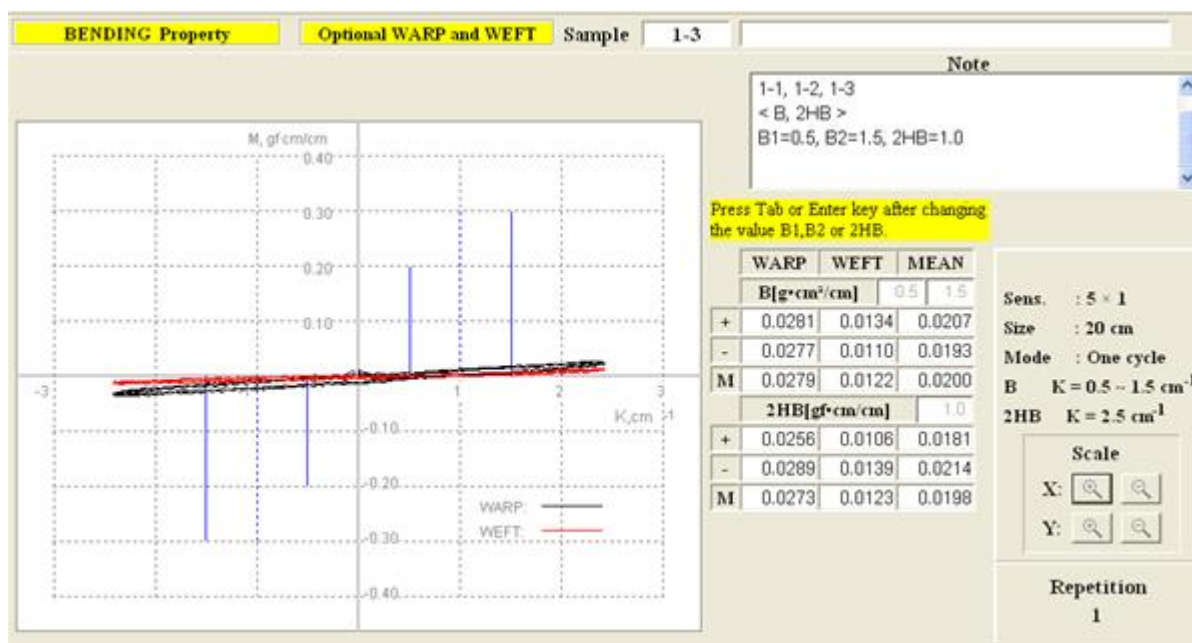 BENDING Property Optional WARP and WEFT Sample 1-3
Note
1-1, 1-2, 1-3
< B, 2HB >
B1=0.5, B2=1.5, 2HB=1.0
M, gf cm/cm
0.40
0.30
0.20
0.10
-3 -2 -1 1 2 3
K,cm -1
-0.10
-0.20
-0.30
-0.40
WARP:
WEFT:
Press Tab or Enter key after changing
the value B1,B2 or 2HB.
WARP WEFT MEAN
B[g•cm²/cm] 0.5 1.5
+ 0.0281 0.0134 0.0207
- 0.0277 0.0110 0.0193
M 0.0279 0.0122 0.0200
2HB[gf•cm/cm] 1.0
+ 0.0256 0.0106 0.0181
- 0.0289 0.0139 0.0214
M 0.0273 0.0123 0.0198
Sens. : 5 × 1
Size : 20 cm
Mode : One cycle
B K = 0.5 ~ 1.5 cm-1
2HB K = 2.5 cm-1
Scale
X:
Y:
Repetition
1